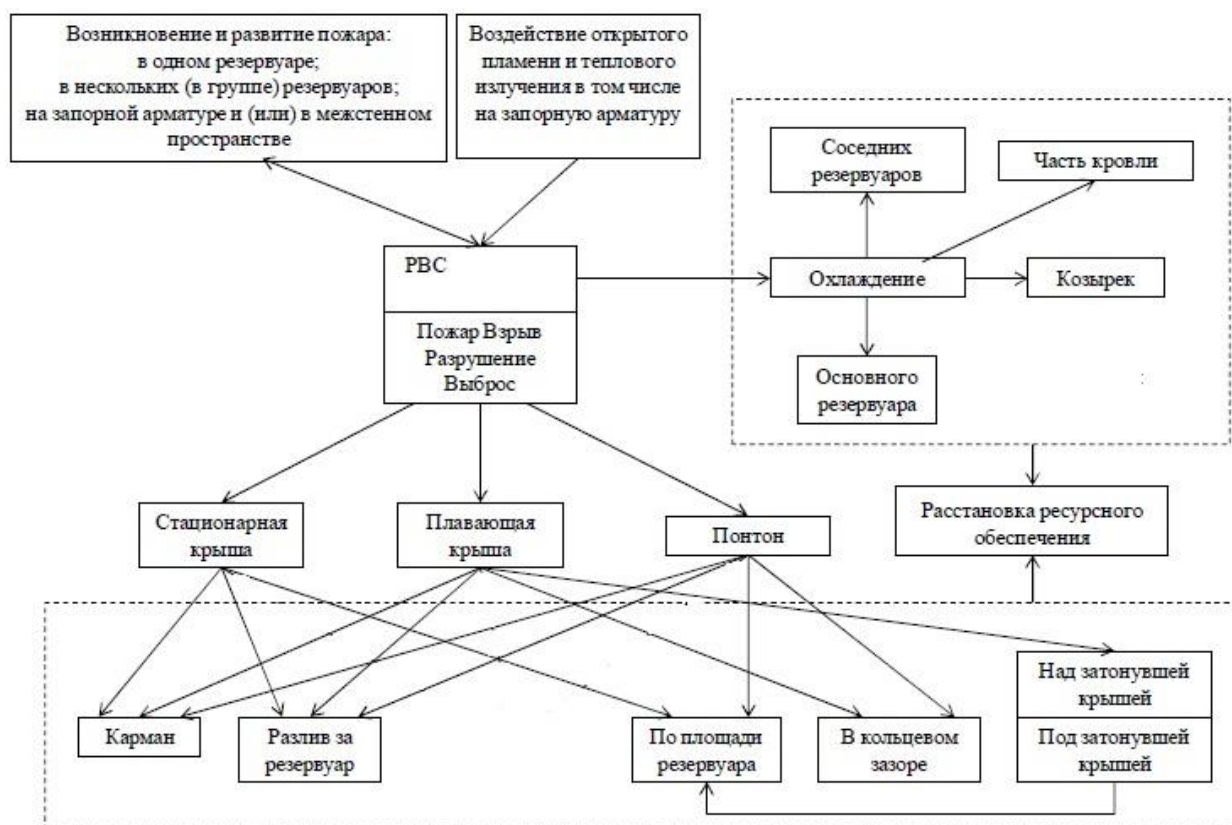 Возникновение и развитие пожара:
в одном резервуаре;
в нескольких (в группе) резервуаров;
на запорной арматуре и (или) в межстенном
пространстве
Воздействие открытого
пламени и теплового
излучения в том числе
на запорную арматуру
Соседних
резервуаров
Часть кровли
РВС
Охлаждение
Козырек
Пожар Взрыв
Разрушение
Выброс
Основного
резервуара
:
Стационарная
крыша
Плавающая
крыша
Понтон
Расстановка ресурсного
обеспечения
Карман
Разлив за
резервуар
По площади
резервуара
В кольцевом
зазоре
Над затонувшей
крышей
Под затонувшей
крышей